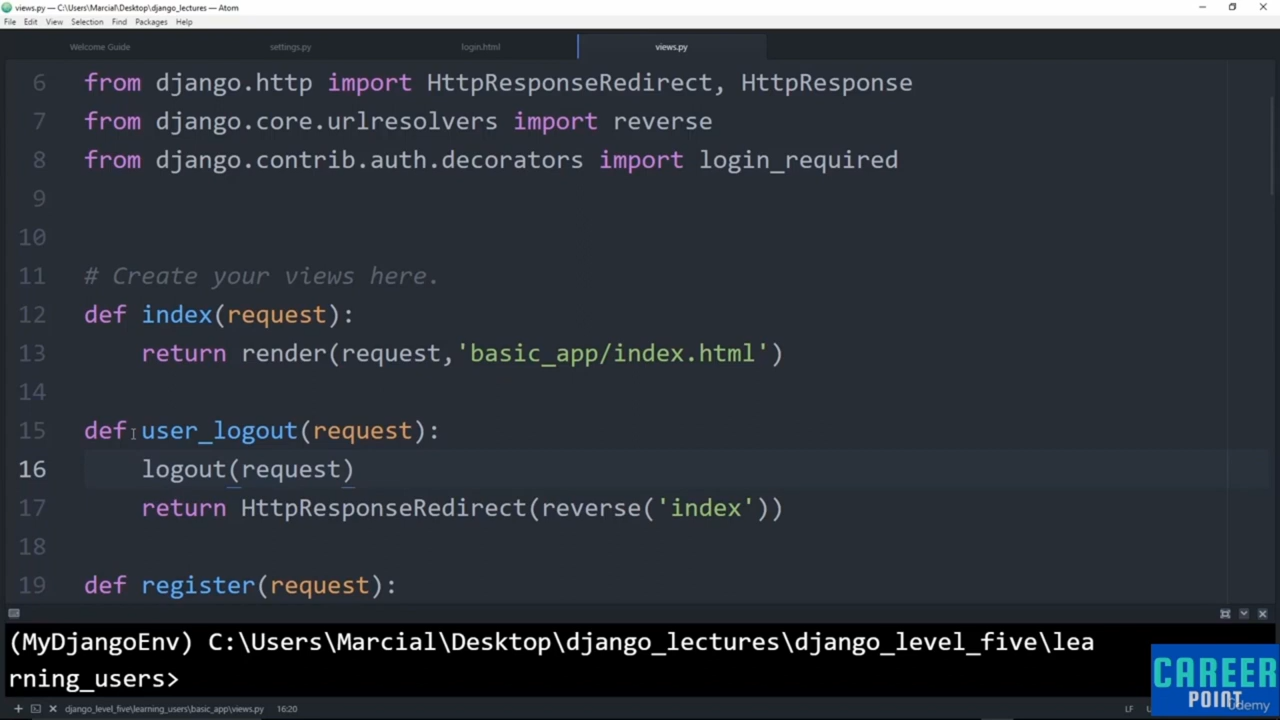 views.py — C:\Users\Marcial\Desktop\django_lectures — Atom
File Edit View Selection Find Packages Help
Welcome Guide settings.py login.html views.py
6 from django.http import HttpResponseRedirect, HttpResponse
7 from django.core.urlresolvers import reverse
8 from django.contrib.auth.decorators import login_required
9
10
11 # Create your views here.
12 def index(request):
13 return render(request,'basic_app/index.html')
14
15 def user_logout(request):
16 logout(request)
17 return HttpResponseRedirect(reverse('index'))
18
19 def register(request):
(MyDjangoEnv) C:\Users\Marcial\Desktop\django_lectures\django_level_five\lea
rning_users>
CAREER
POINT
Udemy
django_level_five\learning_users\basic_app\views.py 16:20 LF